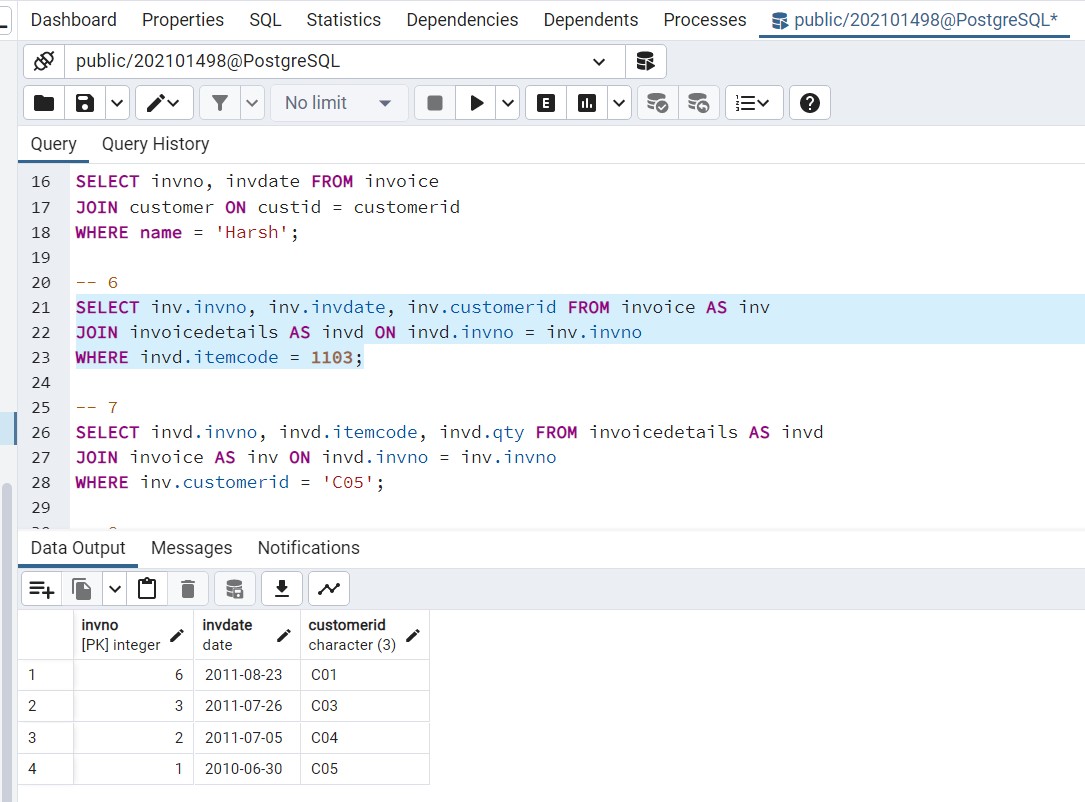 Dashboard Properties SQL Statistics Dependencies Dependents Processes public/202101498@PostgreSQL*
public/202101498@PostgreSQL
No limit E
Query Query History
16 SELECT invno, invdate FROM invoice
17 JOIN customer ON custid = customerid
18 WHERE name = 'Harsh';
19
20 -- 6
21 SELECT inv.invno, inv.invdate, inv.customerid FROM invoice AS inv
22 JOIN invoicedetails AS invd ON invd.invno = inv.invno
23 WHERE invd.itemcode = 1103;
24
25 -- 7
26 SELECT invd.invno, invd.itemcode, invd.qty FROM invoicedetails AS invd
27 JOIN invoice AS inv ON invd.invno = inv.invno
28 WHERE inv.customerid = 'C05';
29
Data Output Messages Notifications
invno invdate customerid
[PK] integer date character (3)
1 6 2011-08-23 C01
2 3 2011-07-26 C03
3 2 2011-07-05 C04
4 1 2010-06-30 C05